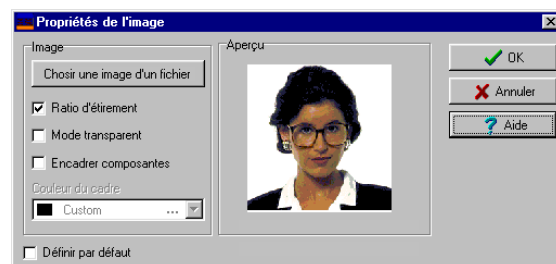 Propriétés de l'image
Image
Chosir une image d'un fichier
Ratio d'étirement
Mode transparent
Encadrer composantes
Couleur du cadre
Custom ...
Définir par défaut
Aperçu
OK
Annuler
? Aide